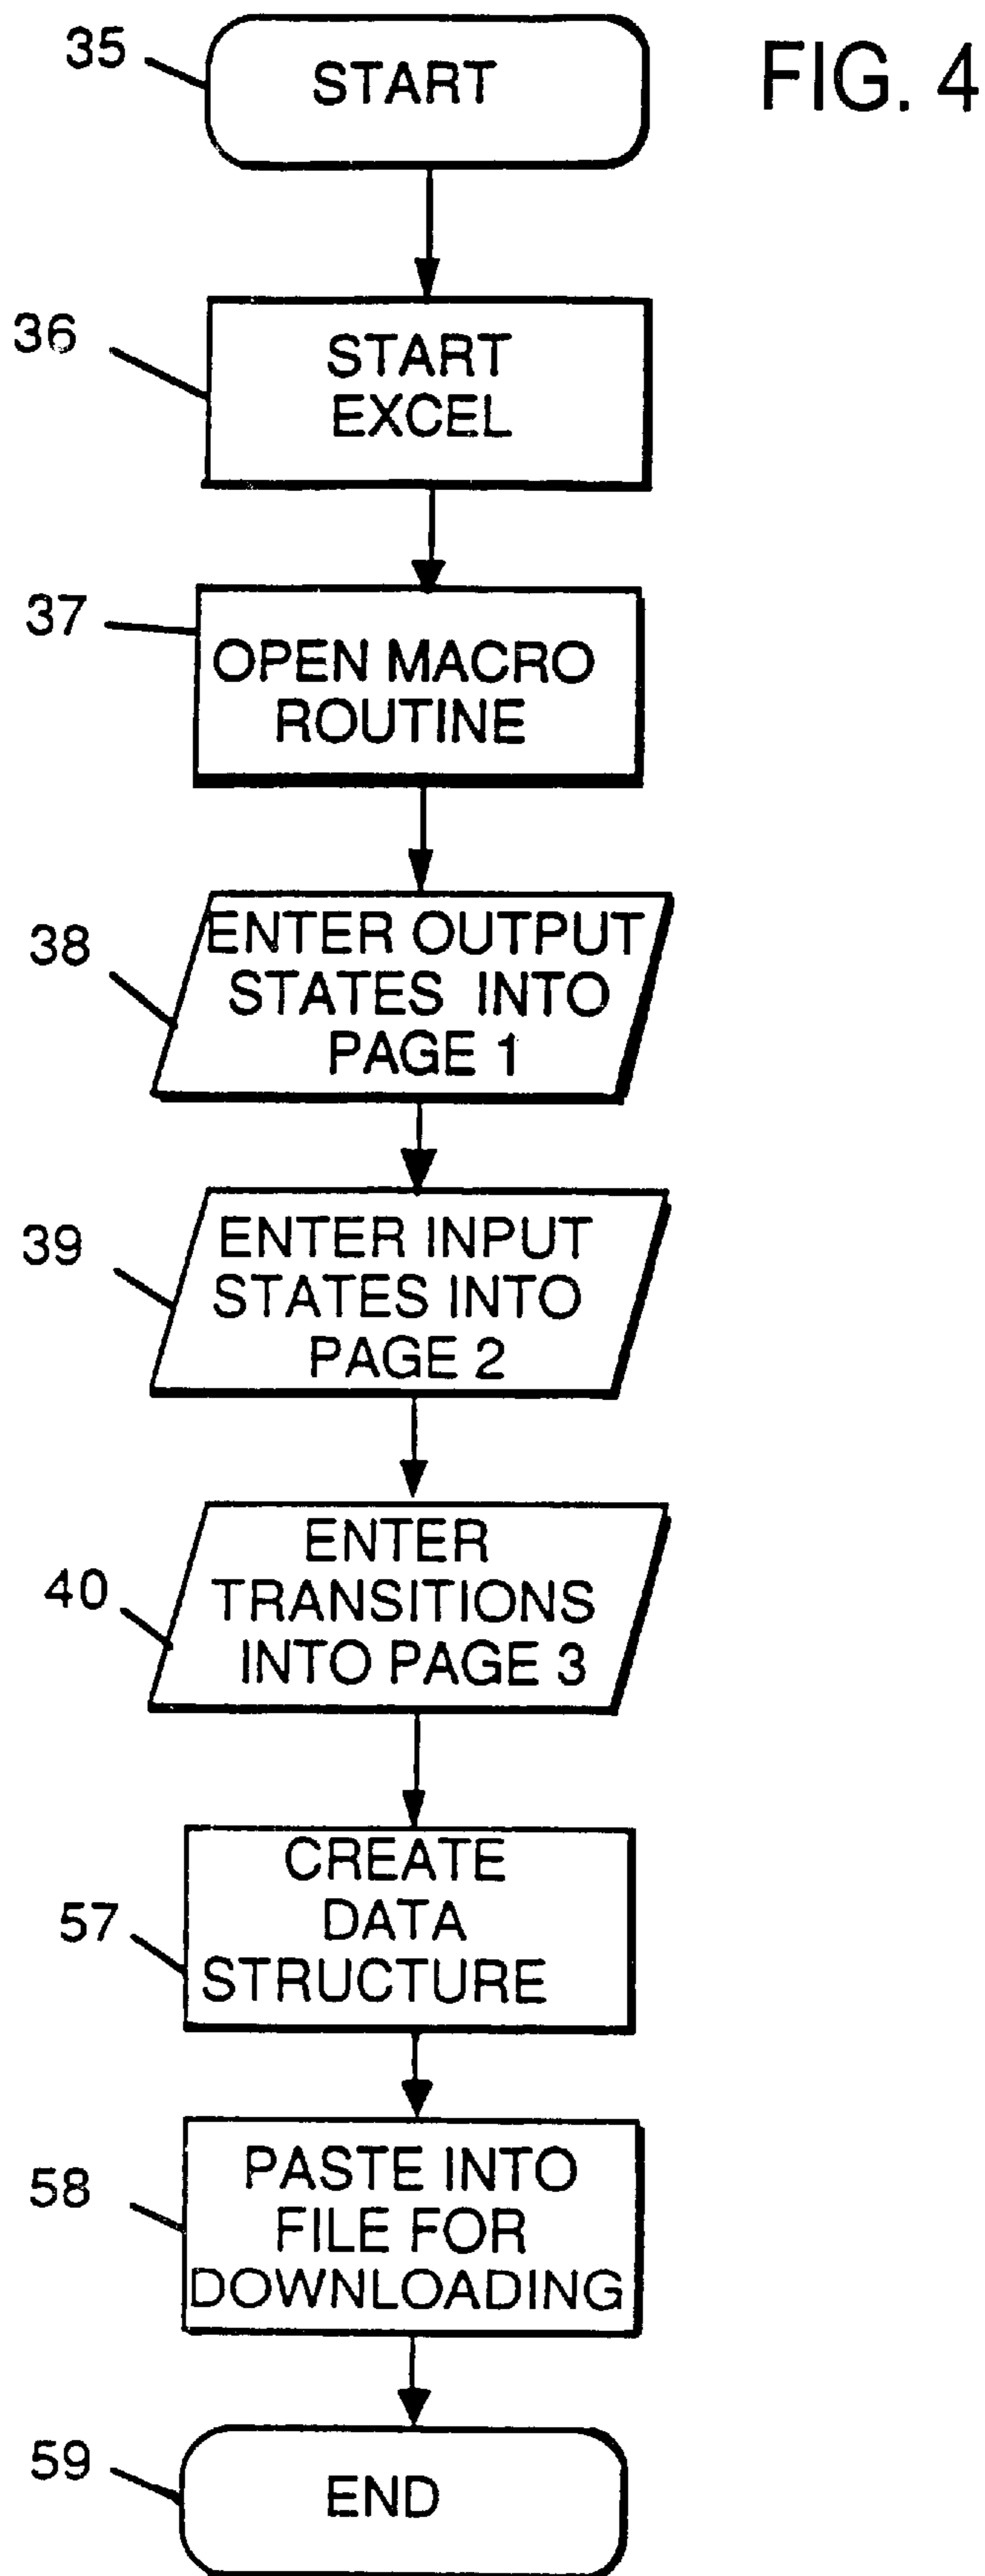 FIG. 4
35
START
36
START
EXCEL
37
OPEN MACRO
ROUTINE
38
ENTER OUTPUT
STATES INTO
PAGE 1
39
ENTER INPUT
STATES INTO
PAGE 2
40
ENTER
TRANSITIONS
INTO PAGE 3
57
CREATE
DATA
STRUCTURE
58
PASTE INTO
FILE FOR
DOWNLOADING
59
END